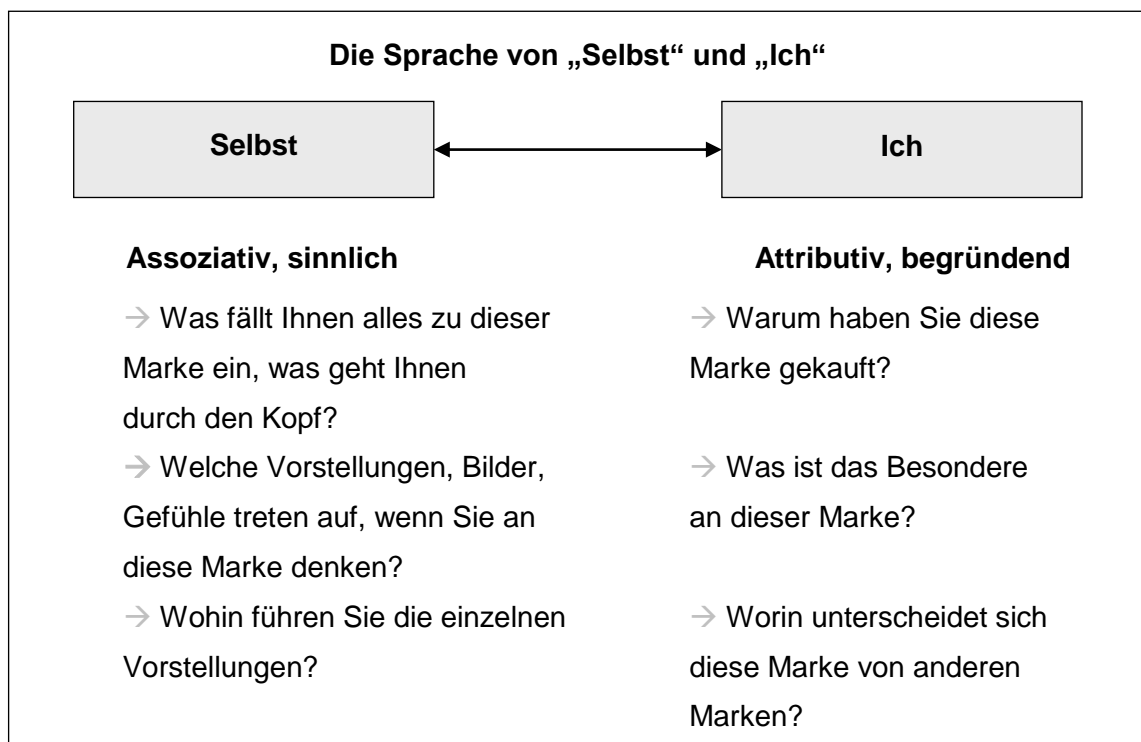 Die Sprache von „Selbst“ und „Ich“
Selbst
Ich
Assoziativ, sinnlich
→ Was fällt Ihnen alles zu dieser
Marke ein, was geht Ihnen
durch den Kopf?
→ Welche Vorstellungen, Bilder,
Gefühle treten auf, wenn Sie an
diese Marke denken?
→ Wohin führen Sie die einzelnen
Vorstellungen?
Attributiv, begründend
→ Warum haben Sie diese
Marke gekauft?
→ Was ist das Besondere
an dieser Marke?
→ Worin unterscheidet sich
diese Marke von anderen
Marken?